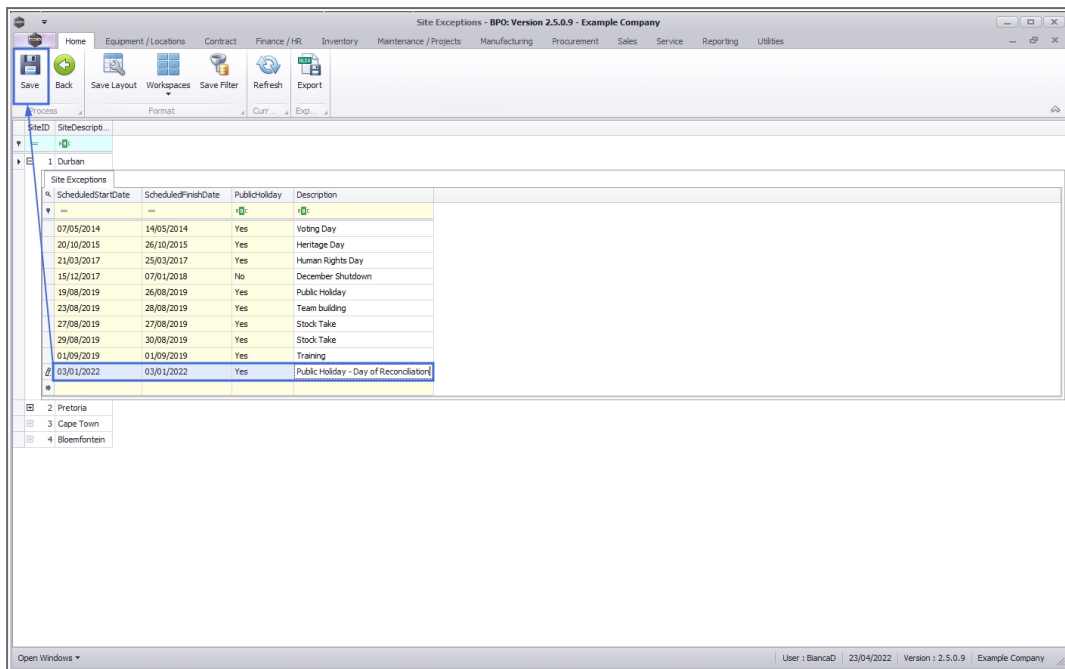 Site Exceptions - BPO: Version 2.5.0.9 - Example Company
Home Equipment / Locations Contract Finance / HR Inventory Maintenance / Projects Manufacturing Procurement Sales Service Reporting Utilities
Save Back Save Layout Workspaces Save Filter Refresh Export
Process Format Curr... Exp...
SiteID SiteDescripti...
=
1 Durban
Site Exceptions
ScheduledStartDate ScheduledFinishDate PublicHoliday Description
= =
07/05/2014 14/05/2014 Yes Voting Day
20/10/2015 26/10/2015 Yes Heritage Day
21/03/2017 25/03/2017 Yes Human Rights Day
15/12/2017 07/01/2018 No December Shutdown
19/08/2019 26/08/2019 Yes Public Holiday
23/08/2019 28/08/2019 Yes Team building
27/08/2019 27/08/2019 Yes Stock Take
29/08/2019 30/08/2019 Yes Stock Take
01/09/2019 01/09/2019 Yes Training
03/01/2022 03/01/2022 Yes Public Holiday - Day of Reconciliation
2 Pretoria
3 Cape Town
4 Bloemfontein
Open Windows User : BiancaD 23/04/2022 Version : 2.5.0.9 Example Company